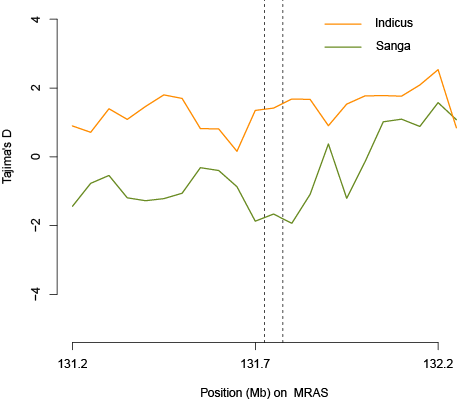 Indicus
Sanga
Tajima's D
4
2
0
−2
−4
131.2
131.7
132.2
Position (Mb) on MRAS